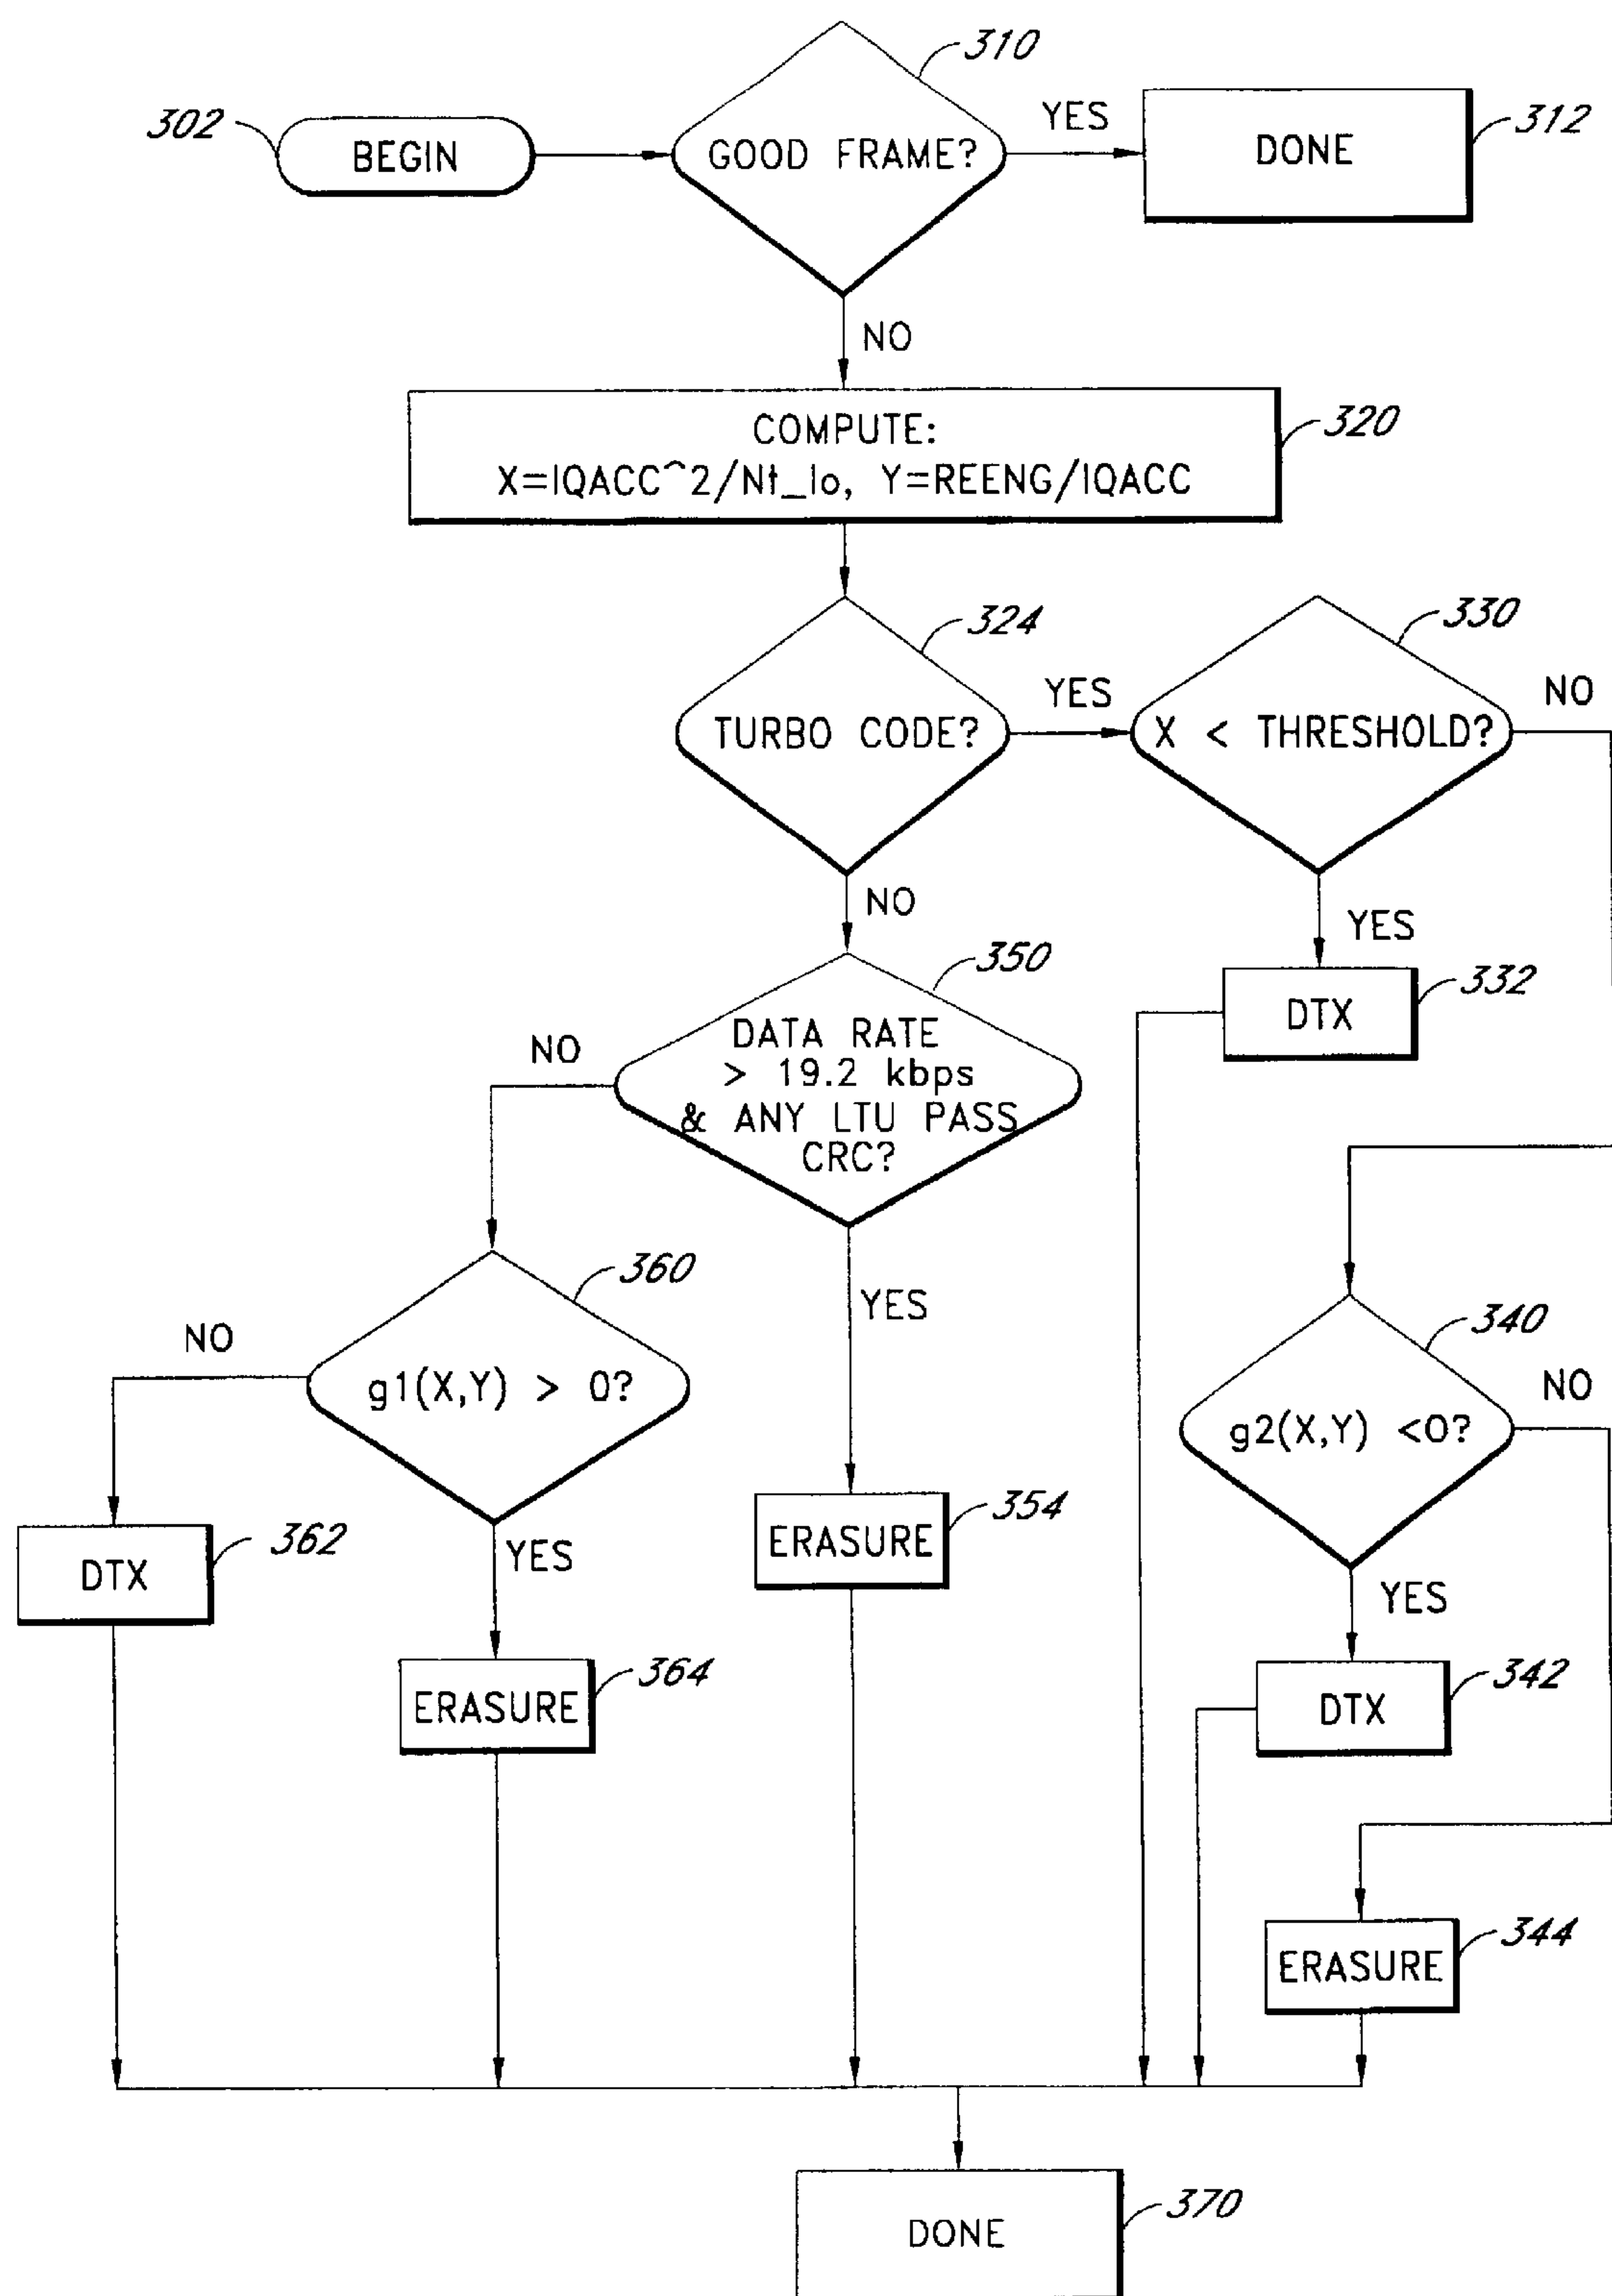 310
302
BEGIN
GOOD FRAME?
YES
DONE
312
NO
COMPUTE:
X=IQACC^2/Nt_Io, Y=REENG/IQACC
320
324
TURBO CODE?
YES
330
X < THRESHOLD?
NO
NO
YES
350
DATA RATE
> 19.2 kbps
& ANY LTU PASS
CRC?
NO
DTX
332
360
g1(X,Y) > 0?
NO
YES
340
g2(X,Y) <0?
NO
DTX
362
YES
ERASURE
354
YES
ERASURE
364
DTX
342
ERASURE
344
DONE
370